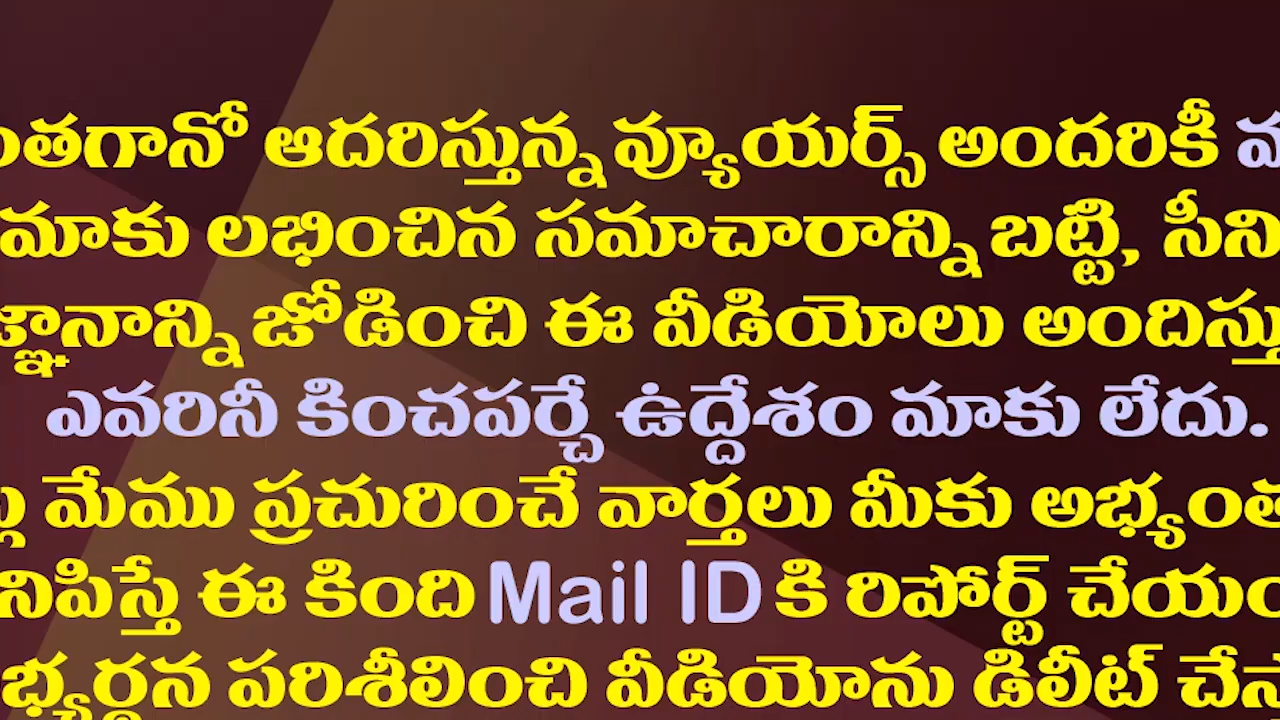 ంతగానో ఆదరిస్తున్న వ్యూయర్స్ అందరికీ
మాకు లభించిన సమాచారాన్ని బట్టి, సీని
జ్ఞానాన్ని జోడించి ఈ వీడియోలు అందిస్తు
ఎవరినీ కించపర్చే ఉద్దేశం మాకు లేదు.
మేము ప్రచురించే వార్తలు మీకు అభ్యంత
నిపిస్తే ఈ కింది Mail ID కి రిపోర్ట్ చేయం
భ్యర్థన పరిశీలించి వీడియోను డిలీట్ చేస